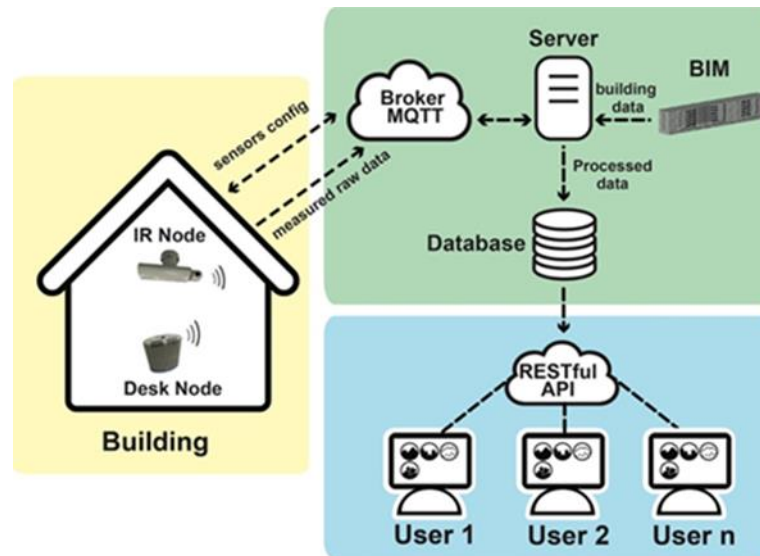 Server
BIM
Broker
MQTT
building
data
sensors config
measured raw data
Processed
data
IR Node
Database
Desk Node
RESTful
API
Building
User 1
User 2
User n